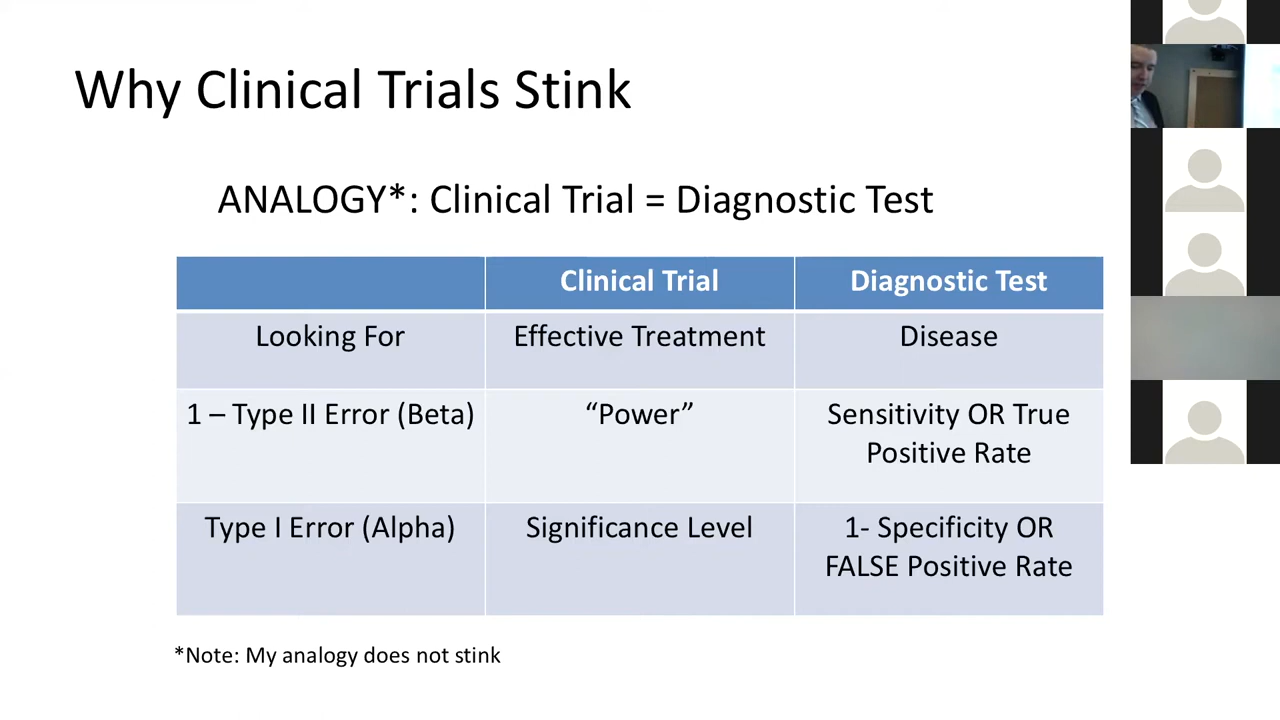 Why Clinical Trials Stink
ANALOGY*: Clinical Trial = Diagnostic Test
Clinical Trial
Diagnostic Test
Looking For
Effective Treatment
Disease
1 – Type II Error (Beta)
“Power”
Sensitivity OR True
Positive Rate
Type I Error (Alpha)
Significance Level
1- Specificity OR
FALSE Positive Rate
*Note: My analogy does not stink